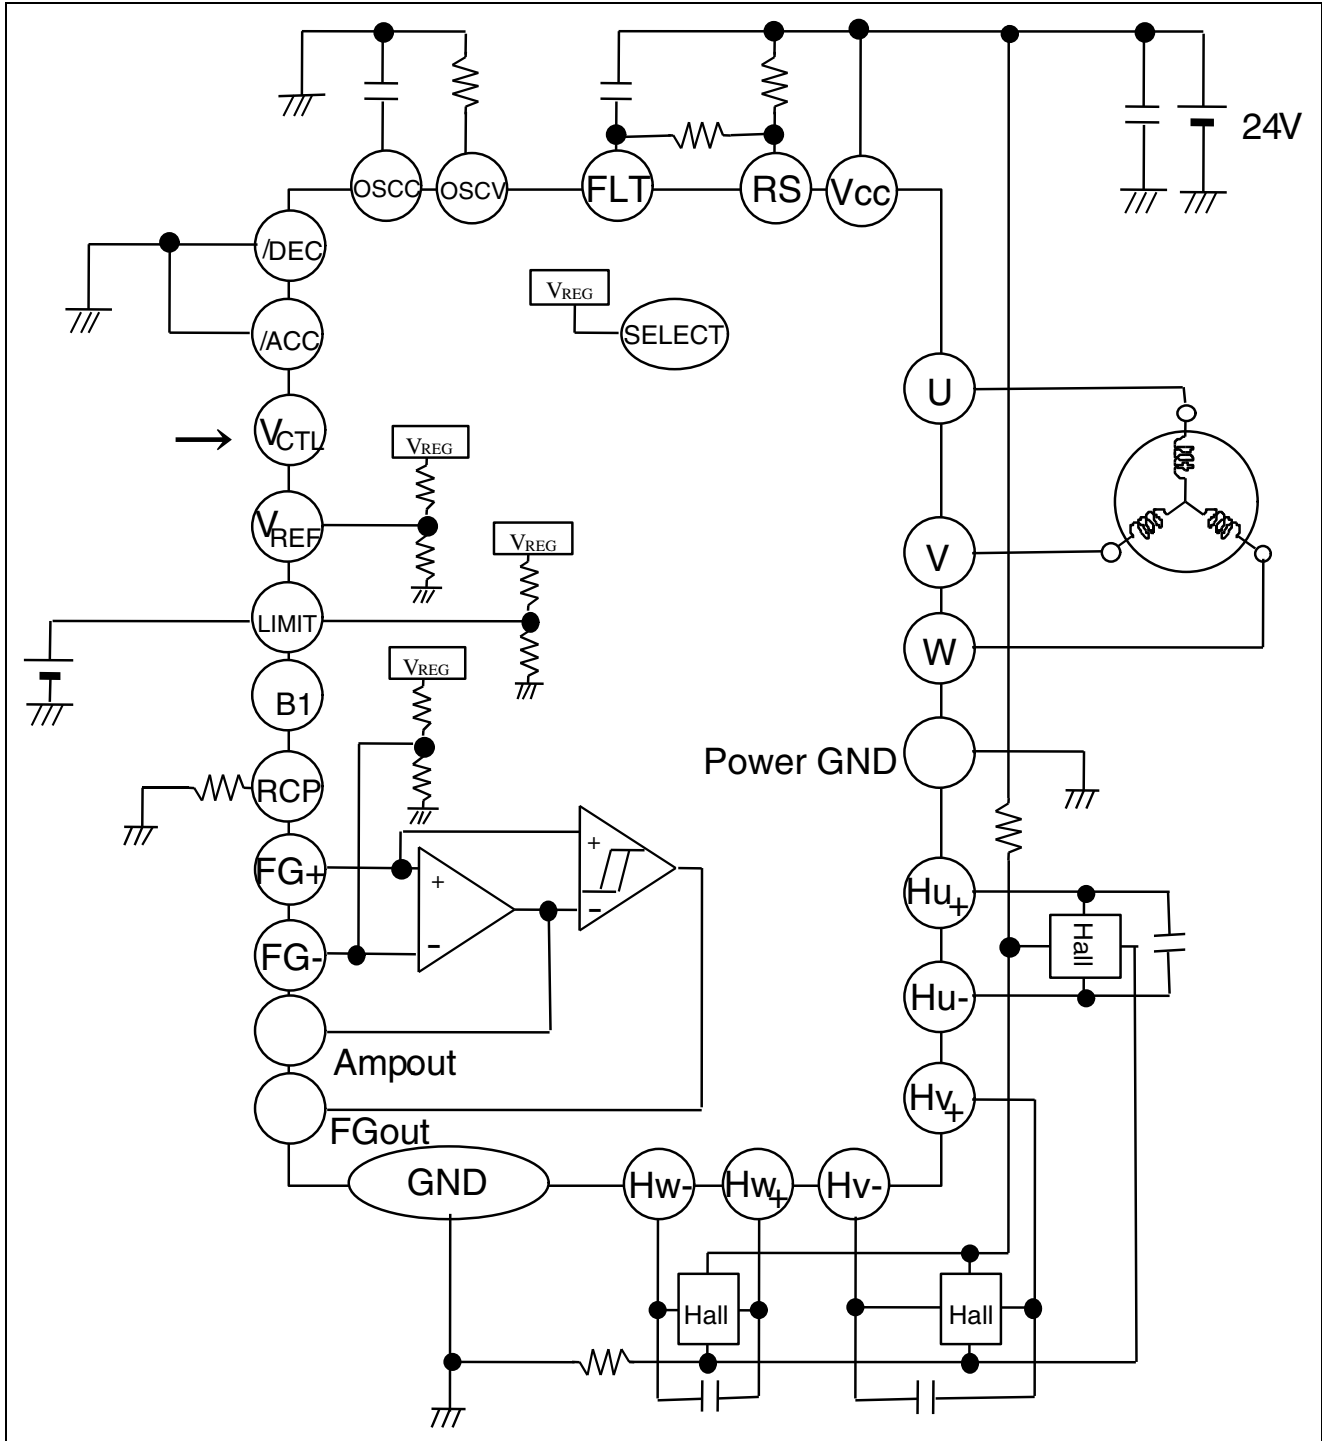 24V
OSCC OSCV FLT RS Vcc
/DEC
VREG
/ACC
SELECT
U
VCTL
VREG
VREF
VREG
V
LIMIT
W
VREG
B1
Power GND
RCP
FG+
+
+
-
Hu+
Hall
FG-
-
Hu-
Ampout
Hv+
FGout
GND
Hw- Hw+ Hv-
Hall
Hall